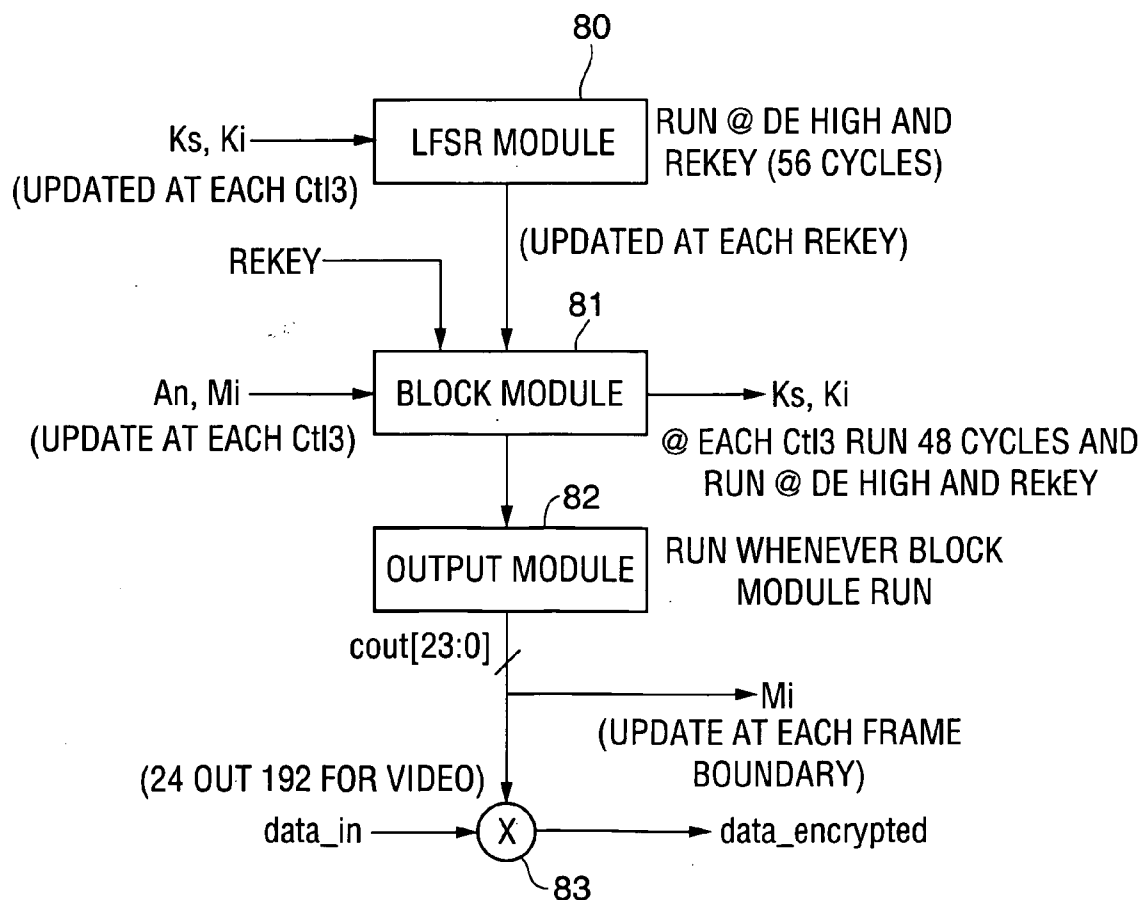 80
Ks, Ki
(UPDATED AT EACH Ctl3)
LFSR MODULE
RUN @ DE HIGH AND
REKEY (56 CYCLES)
(UPDATED AT EACH REKEY)
REKEY
81
An, Mi
(UPDATE AT EACH Ctl3)
BLOCK MODULE
Ks, Ki
@ EACH Ctl3 RUN 48 CYCLES AND
RUN @ DE HIGH AND REkEY
82
OUTPUT MODULE
RUN WHENEVER BLOCK
MODULE RUN
cout[23:0]
Mi
(UPDATE AT EACH FRAME
BOUNDARY)
(24 OUT 192 FOR VIDEO)
data_in
X
data_encrypted
83